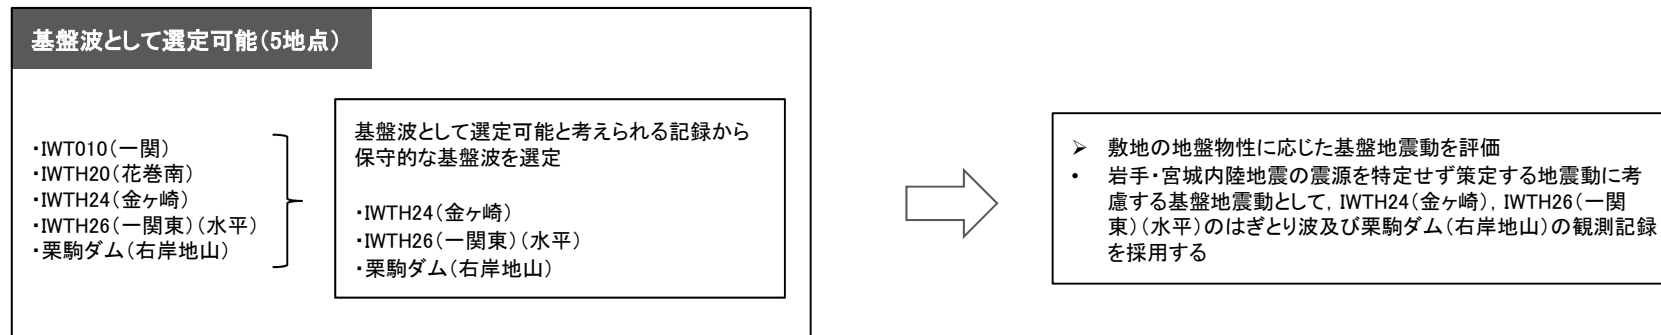 基盤波として選定可能(5地点)
・IWT010(一関)
・IWTH20(花巻南)
・IWTH24(金ヶ崎)
・IWTH26(一関東)(水平)
・栗駒ダム(右岸地山)
基盤波として選定可能と考えられる記録から
保守的な基盤波を選定
・IWTH24(金ヶ崎)
・IWTH26(一関東)(水平)
・栗駒ダム(右岸地山)
➢ 敷地の地盤物性に応じた基盤地震動を評価
• 岩手・宮城内陸地震の震源を特定せず策定する地震動に考
慮する基盤地震動として，IWTH24(金ヶ崎)，IWTH26(一関
東)(水平)のはぎとり波及び栗駒ダム(右岸地山)の観測記録
を採用する